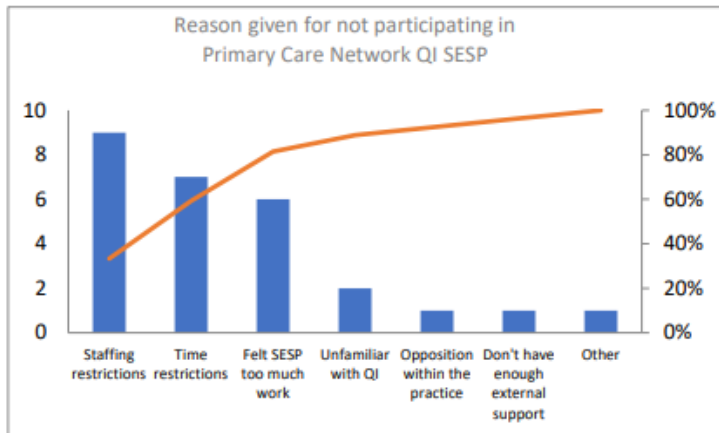 Reason given for not participating in
Primary Care Network QI SESP
10
8
6
4
2
0
100%
80%
60%
40%
20%
0%
Staffing
restrictions
Time
restrictions
Felt SESP
too much
work
Unfamiliar
with QI
Opposition
within the
practice
Don't have
enough
external
support
Other